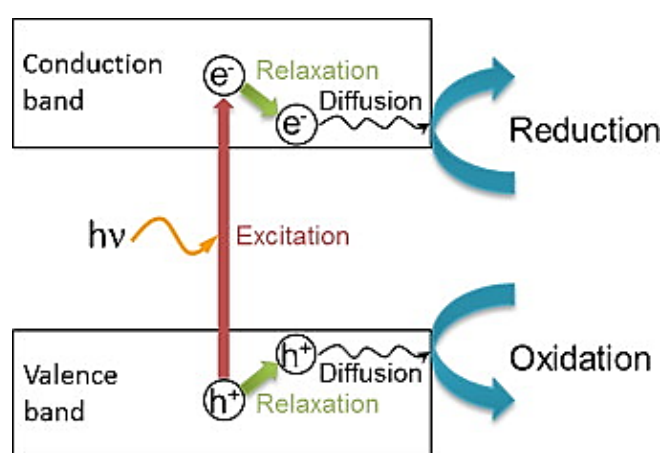 Conduction
band
e⁻
Relaxation
e⁻
Diffusion
Reduction
hν
Excitation
Valence
band
h⁺
h⁺
Diffusion
Relaxation
Oxidation